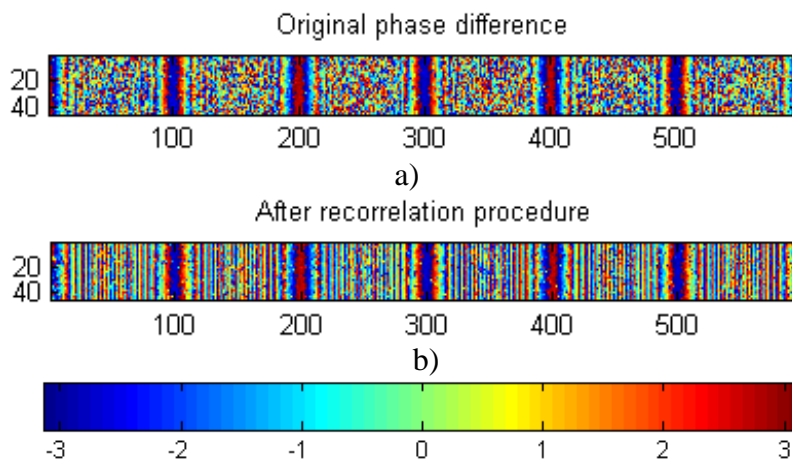 Original phase difference
20
40
100 200 300 400 500
a)
After recorrelation procedure
20
40
100 200 300 400 500
b)
-3 -2 -1 0 1 2 3